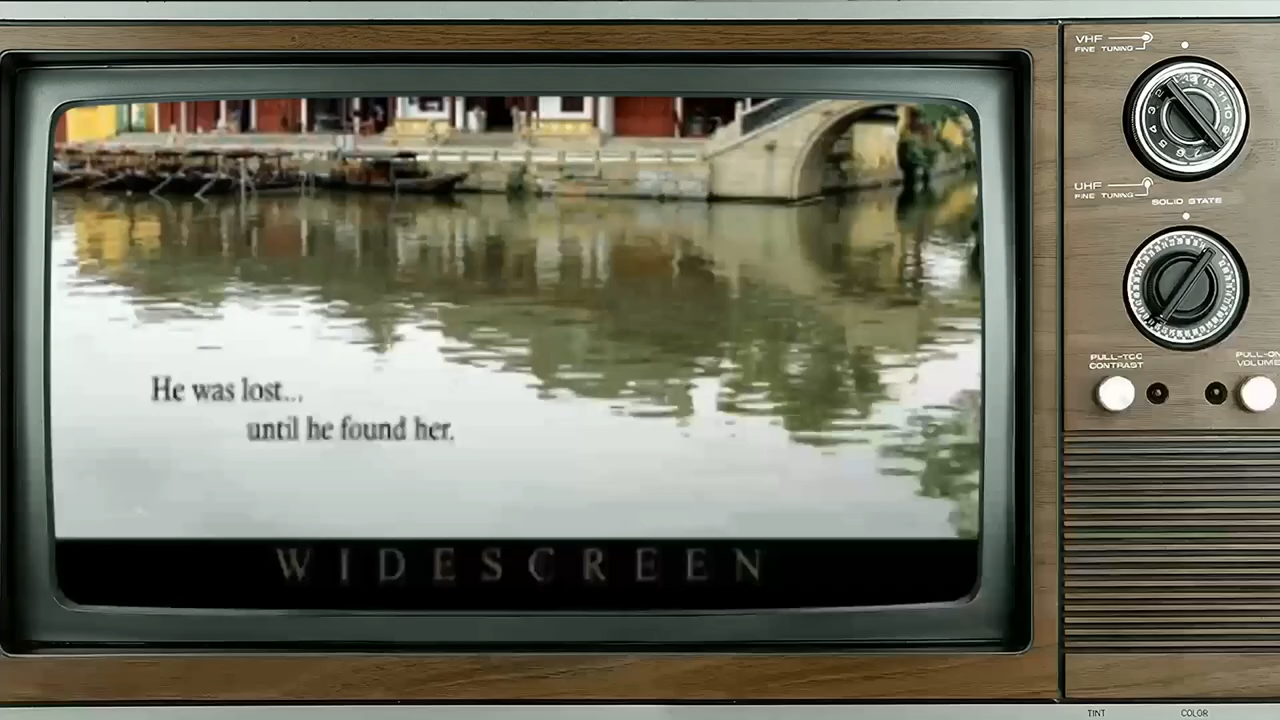 He was lost...
until he found her.
WIDESCREEN
VHF
FINE TUNING
UHF
FINE TUNING
SOLID STATE
PULL-TCC
CONTRAST
PULL-ON
VOLUME
TINT
COLOR